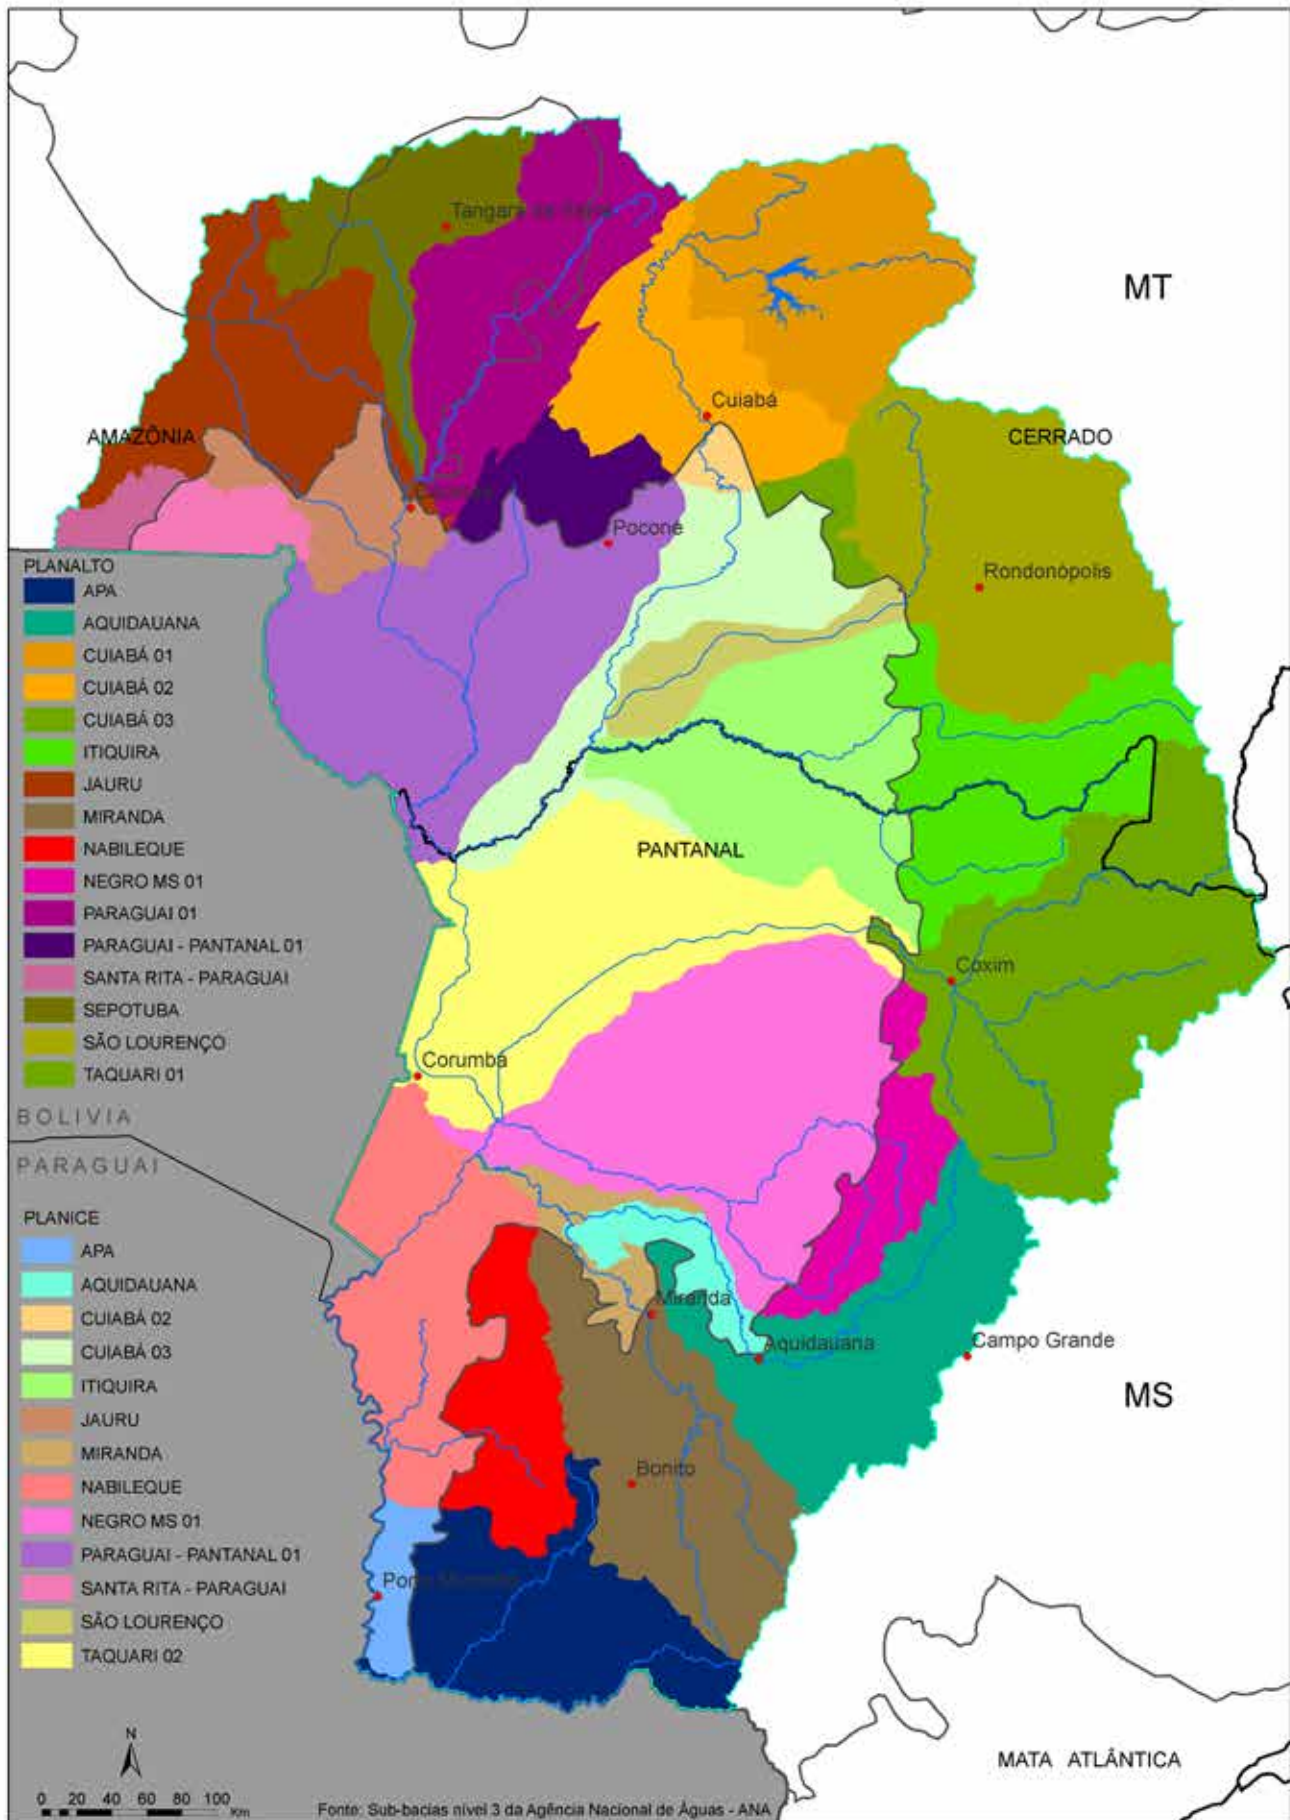 MT
Cuiabá
AMAZÔNIA
CERRADO
Poconé
Rondonópolis
PLANALTO
APA
AQUIDAUANA
CUIABÁ 01
CUIABÁ 02
CUIABÁ 03
ITIQUIRA
JAURU
MIRANDA
NABILEQUE
NEGRO MS 01
PARAGUAI 01
PARAGUAI - PANTANAL 01
SANTA RITA - PARAGUAI
SEPOTUBA
SÃO LOURENÇO
TAQUARI 01
PANTANAL
Coxim
Corumbá
BOLIVIA
PARAGUAI
PLANICE
APA
AQUIDAUANA
CUIABÁ 02
CUIABÁ 03
ITIQUIRA
JAURU
MIRANDA
NABILEQUE
NEGRO MS 01
PARAGUAI - PANTANAL 01
SANTA RITA - PARAGUAI
SÃO LOURENÇO
TAQUARI 02
Miranda
Aquidauana
Campo Grande
MS
Bonito
Porto
MATA ATLÂNTICA
N
0 20 40 60 80 100
Km
Fonte: Sub-bacias nível 3 da Agência Nacional de Águas - ANA